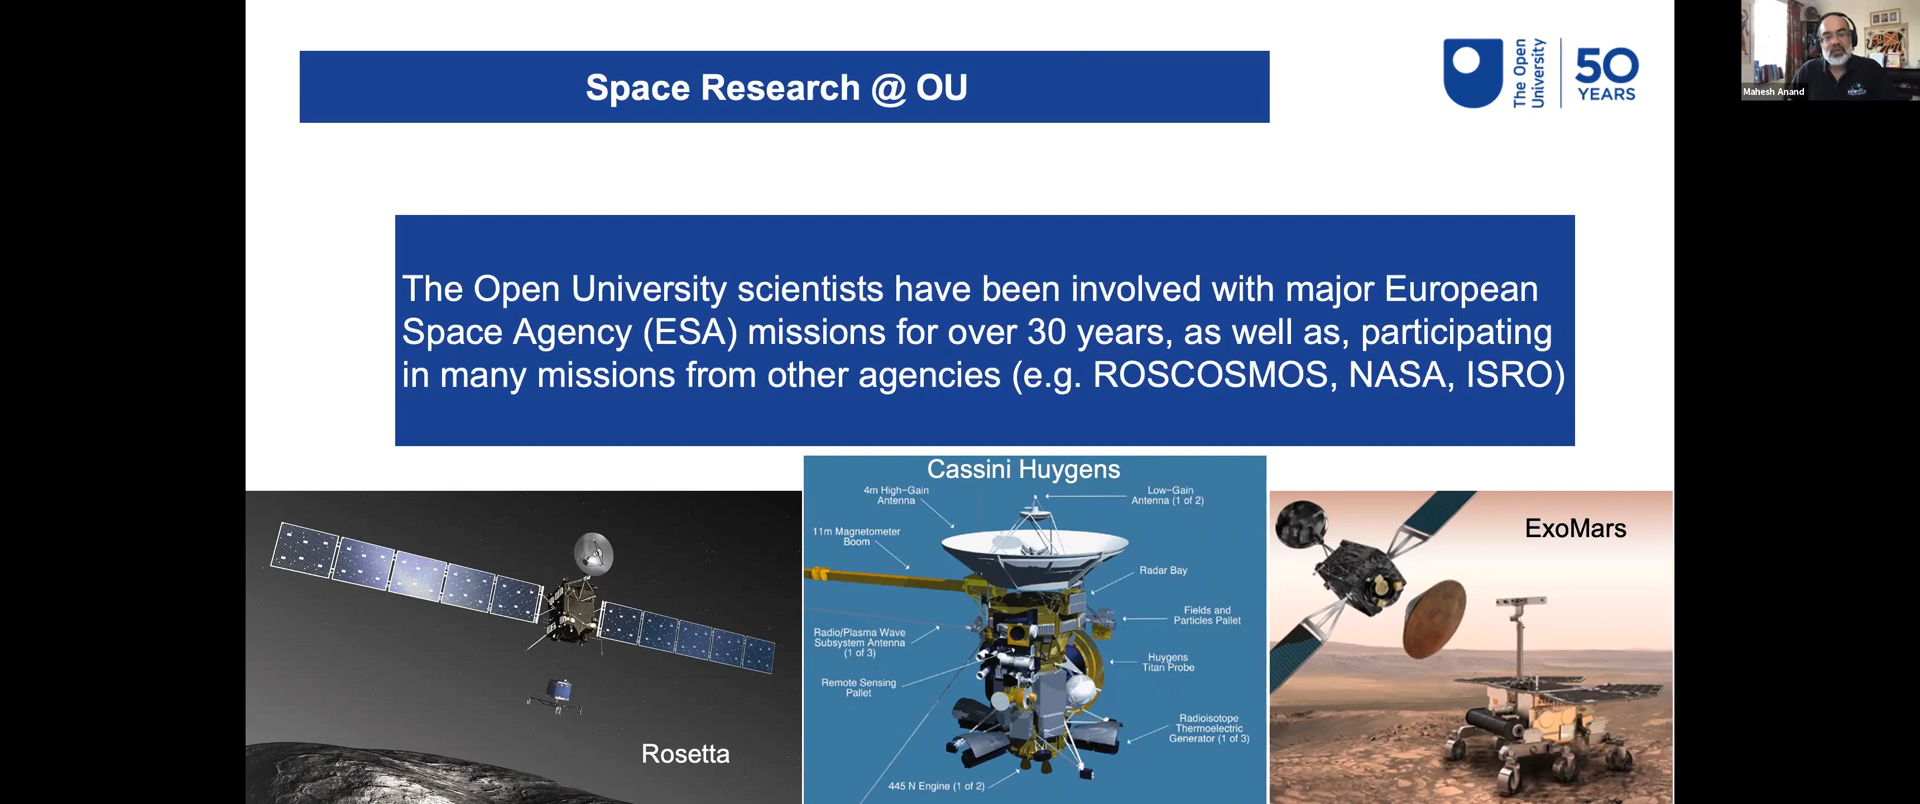 Space Research @ OU
The Open
University
50
YEARS
Mahesh Anand
The Open University scientists have been involved with major European
Space Agency (ESA) missions for over 30 years, as well as, participating
in many missions from other agencies (e.g. ROSCOSMOS, NASA, ISRO)
Rosetta
Cassini Huygens
4m High-Gain
Antenna
Low-Gain
Antenna (1 of 2)
11m Magnetometer
Boom
Radar Bay
Fields and
Particles Pallet
Radio/Plasma Wave
Subsystem Antenna
(1 of 3)
Huygens
Titan Probe
Remote Sensing
Pallet
Radioisotope
Thermoelectric
Generator (1 of 3)
445 N Engine (1 of 2)
ExoMars